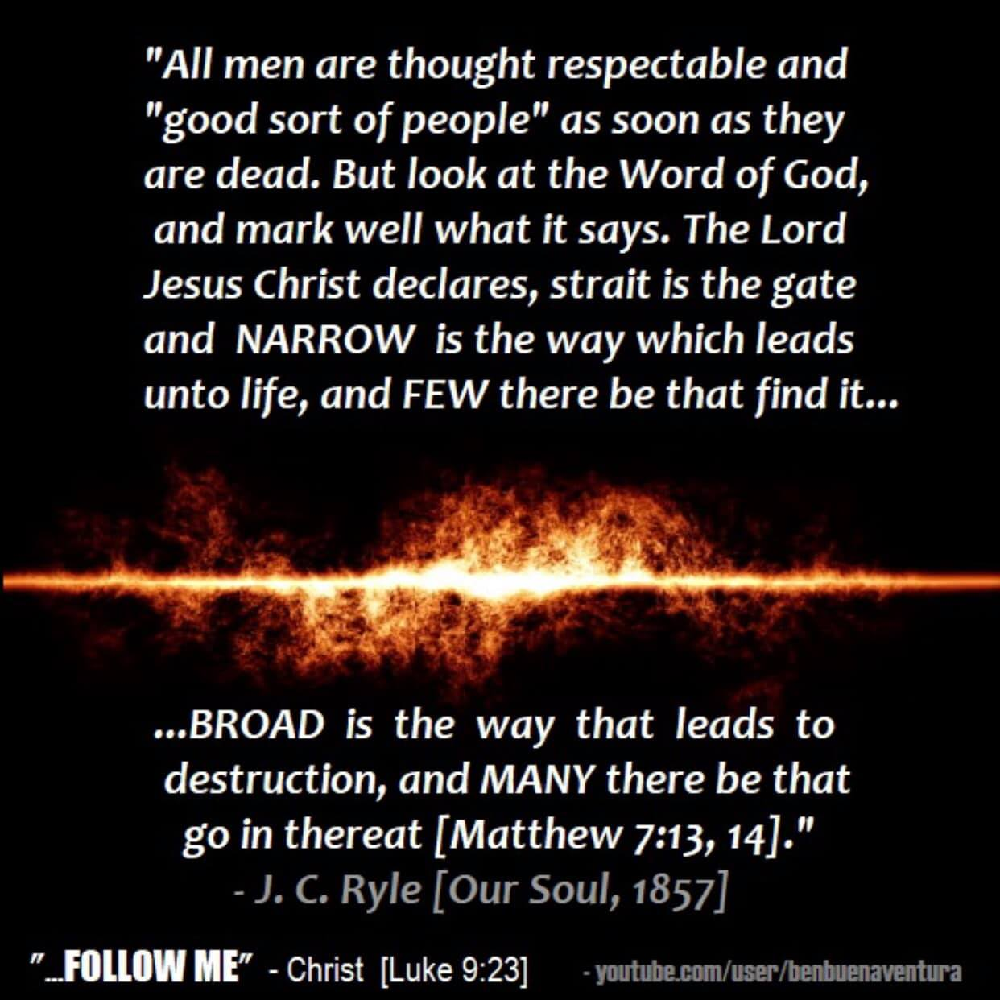 "All men are thought respectable and
"good sort of people" as soon as they
are dead. But look at the Word of God,
and mark well what it says. The Lord
Jesus Christ declares, strait is the gate
and NARROW is the way which leads
unto life, and FEW there be that find it...
...BROAD is the way that leads to
destruction, and MANY there be that
go in thereat [Matthew 7:13, 14]."
- J. C. Ryle [Our Soul, 1857]
"...FOLLOW ME" - Christ [Luke 9:23] - youtube.com/user/benbuenaventura